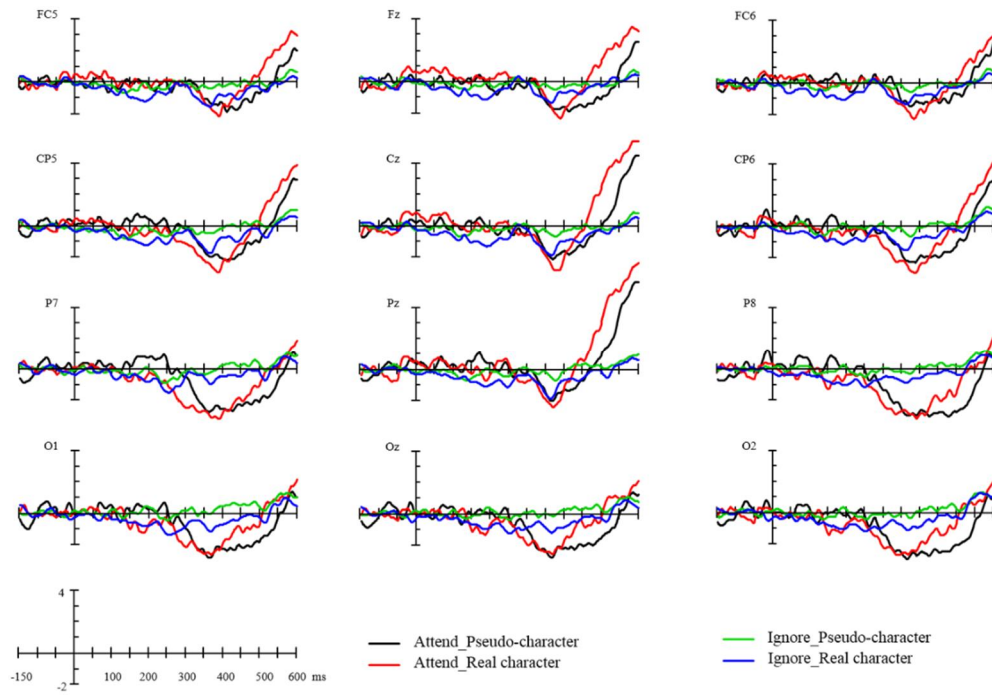 FC5
Fz
FC6
CP5
Cz
CP6
P7
Pz
P8
O1
Oz
O2
4
-2
-150
100
200
300
400
500
600
ms
Attend_Pseudo-character
Attend_Real character
Ignore_Pseudo-character
Ignore_Real character